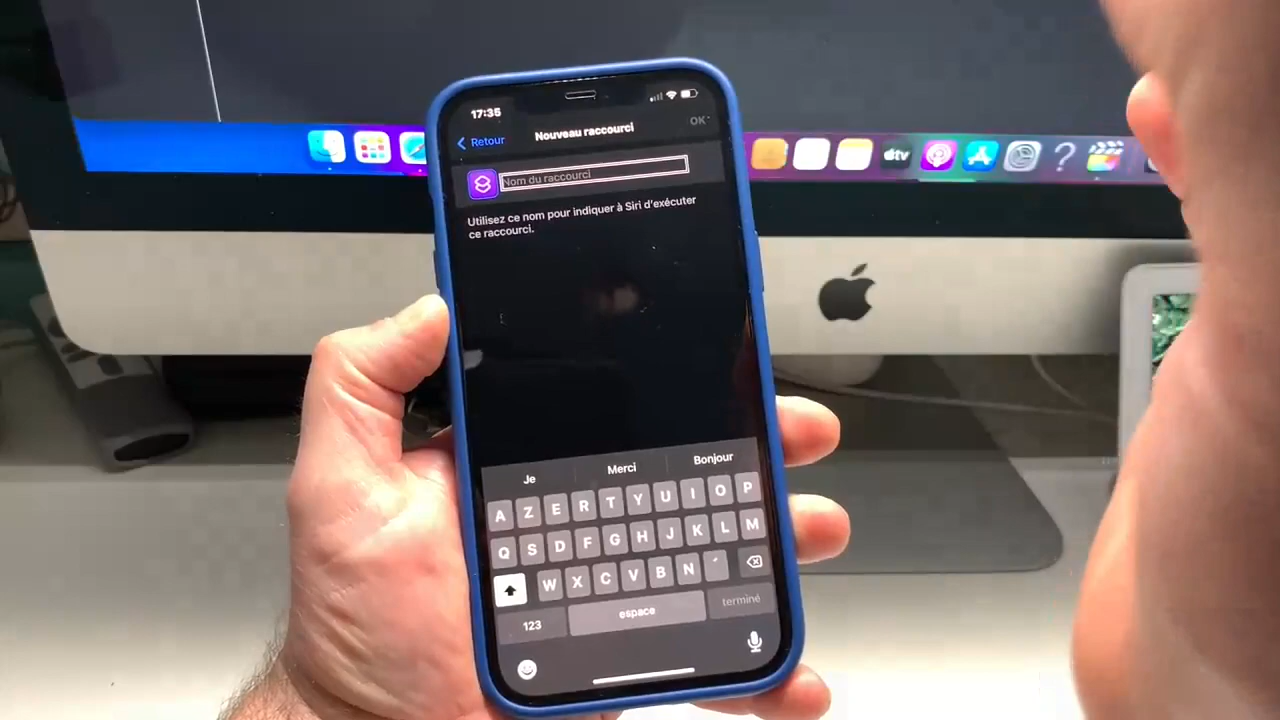 17:35
Retour
Nouveau raccourci
OK
Nom du raccourci
Utilisez ce nom pour indiquer à Siri d'exécuter
ce raccourci.
tv
?
Je
Merci
Bonjour
A Z E R T Y U I O P
Q S D F G H J K L M
W X C V B N ´
123
espace
terminé